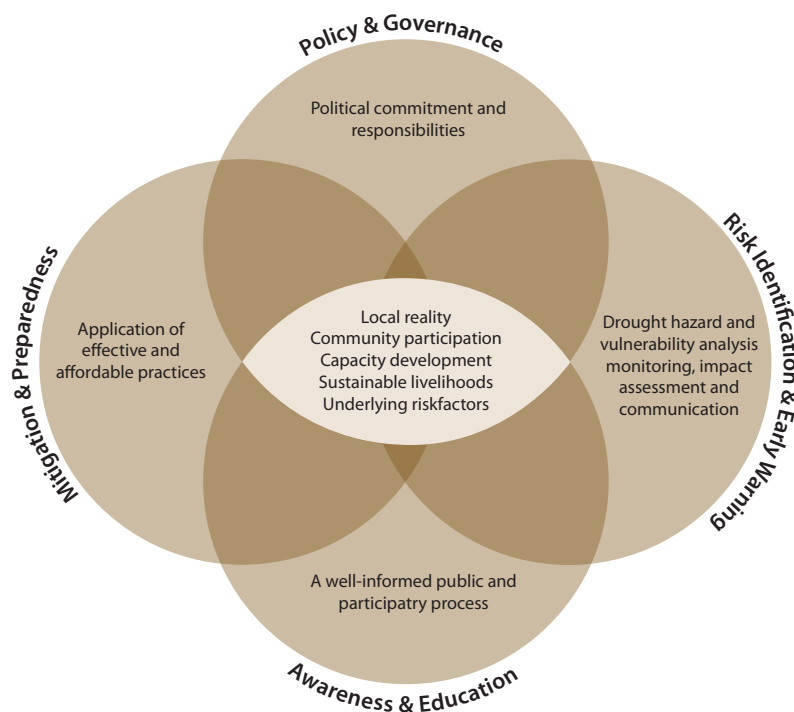 Policy & Governance
Political commitment and
responsibilities
Mitigation & Preparedness
Application of
effective and
affordable practices
Local reality
Community participation
Capacity development
Sustainable livelihoods
Underlying riskfactors
Risk Identification & Early Warning
Drought hazard and
vulnerability analysis
monitoring, impact
assessment and
communication
A well-informed public and
participatry process
Awareness & Education